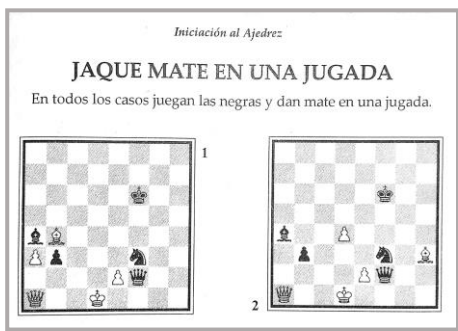 Iniciación al Ajedrez
JAQUE MATE EN UNA JUGADA
En todos los casos juegan las negras y dan mate en una jugada.
1
2